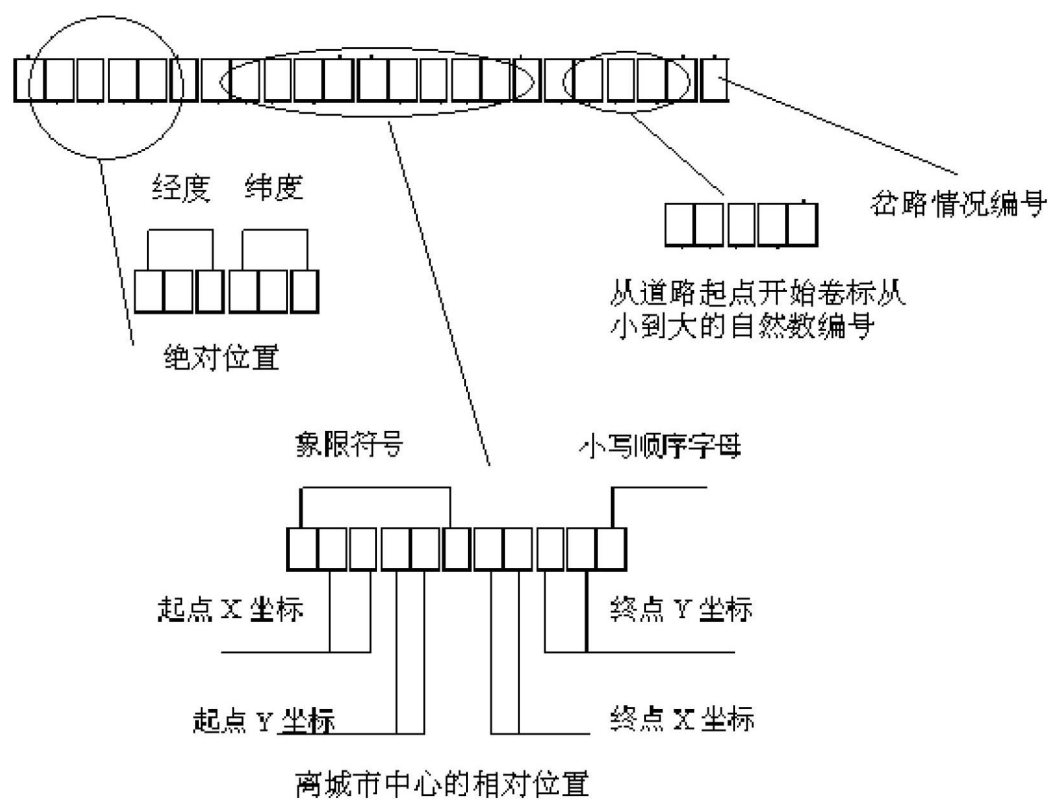 经度 纬度
岔路情况编号
从道路起点开始卷标从
小到大的自然数编号
绝对位置
象限符号 小写顺序字母
起点 X 坐标 终点 Y 坐标
起点 Y 坐标 终点 X 坐标
离城市中心的相对位置